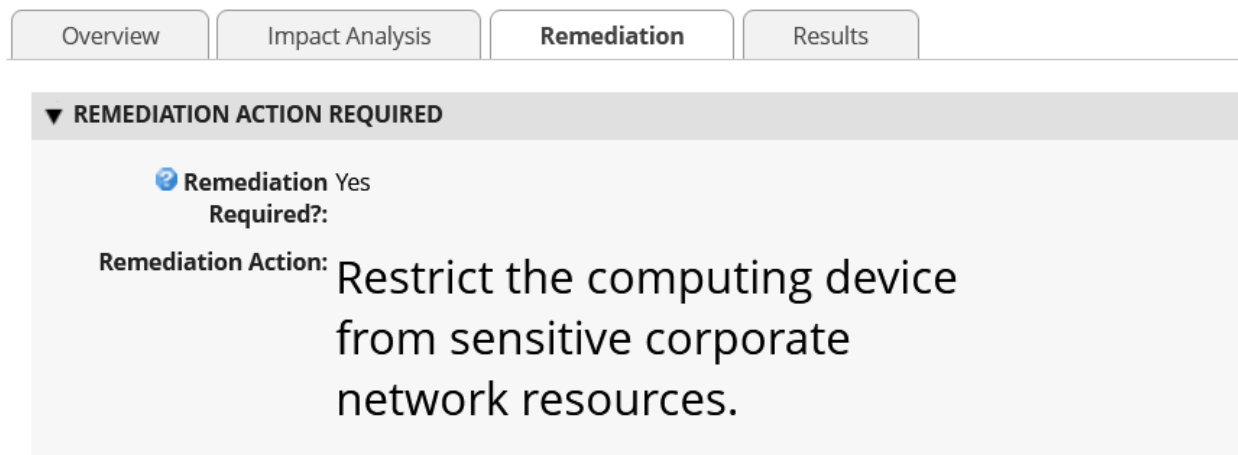 Overview Impact Analysis Remediation Results
▼ REMEDIATION ACTION REQUIRED
? Remediation Yes
Required?:
Remediation Action: Restrict the computing device
from sensitive corporate
network resources.